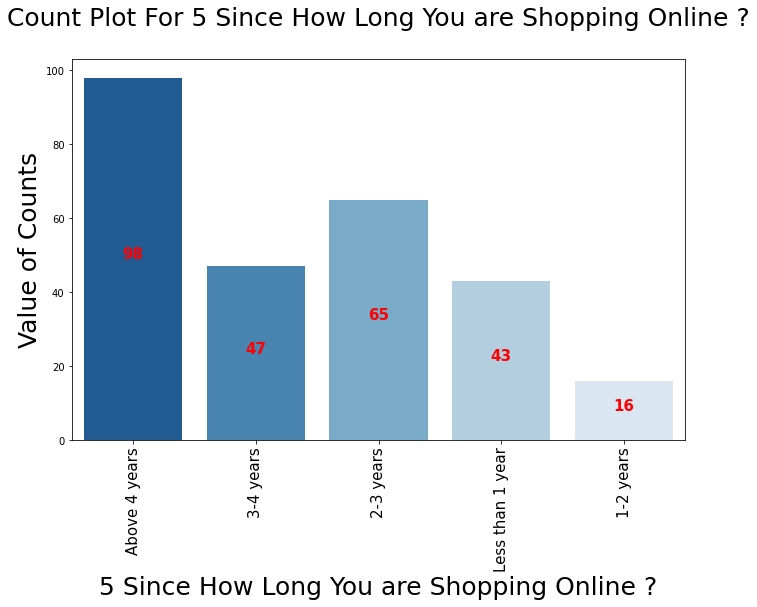 Count Plot For 5 Since How Long You are Shopping Online ?
Value of Counts
100
80
60
40
20
0
98
47
65
43
16
Above 4 years
3-4 years
2-3 years
Less than 1 year
1-2 years
5 Since How Long You are Shopping Online ?